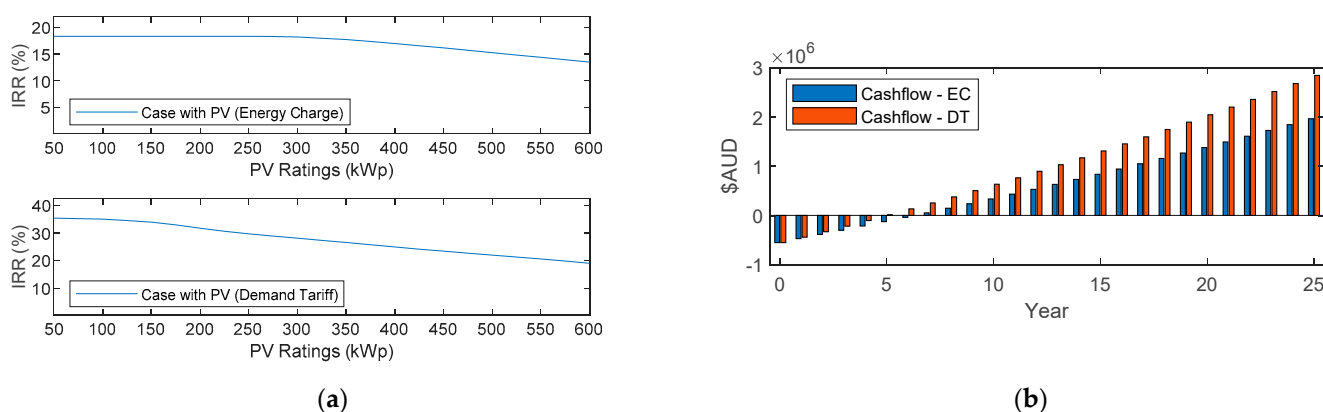 20
15
10
5
IRR (%)
Case with PV (Energy Charge)
50 100 150 200 250 300 350 400 450 500 550 600
PV Ratings (kWp)
40
30
20
10
IRR (%)
Case with PV (Demand Tariff)
50 100 150 200 250 300 350 400 450 500 550 600
PV Ratings (kWp)
(a)
×10⁶
3
2
1
0
-1
$AUD
Cashflow - EC
Cashflow - DT
0 5 10 15 20 25
Year
(b)